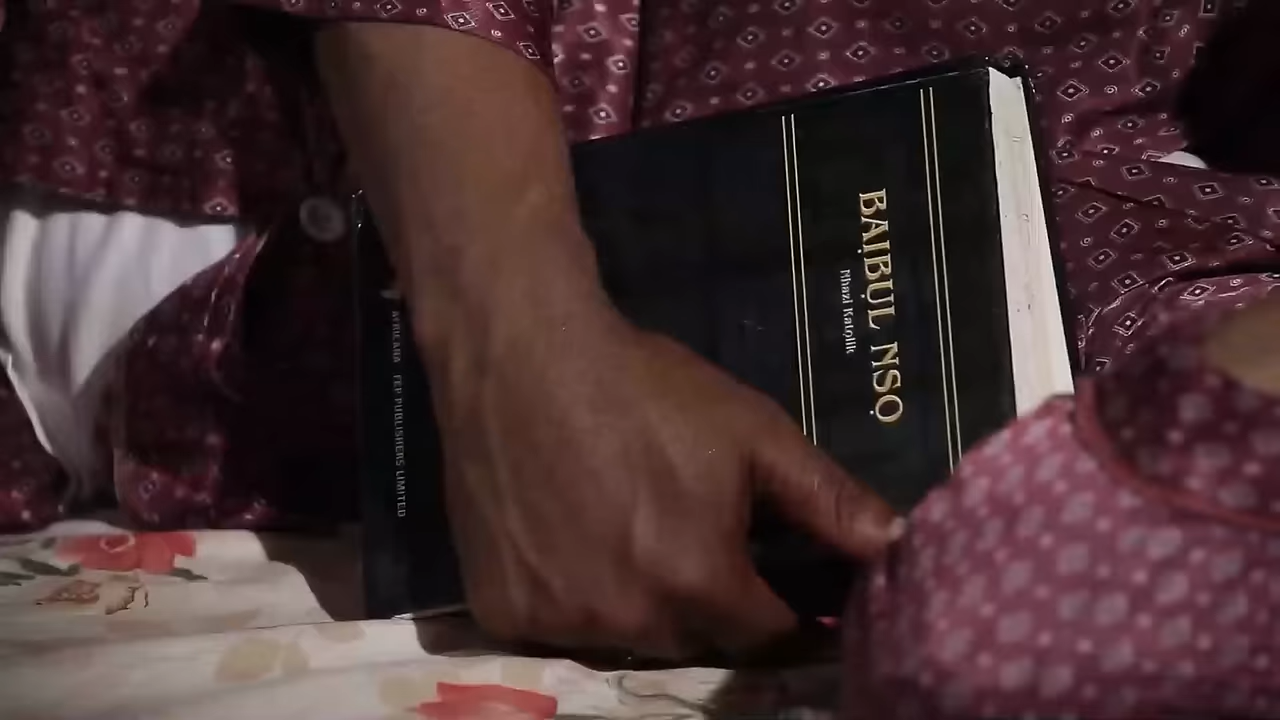 BAỊBỤL NSỌ
Nhazi Katọlik
AFRICANA FEP PUBLISHERS LIMITED